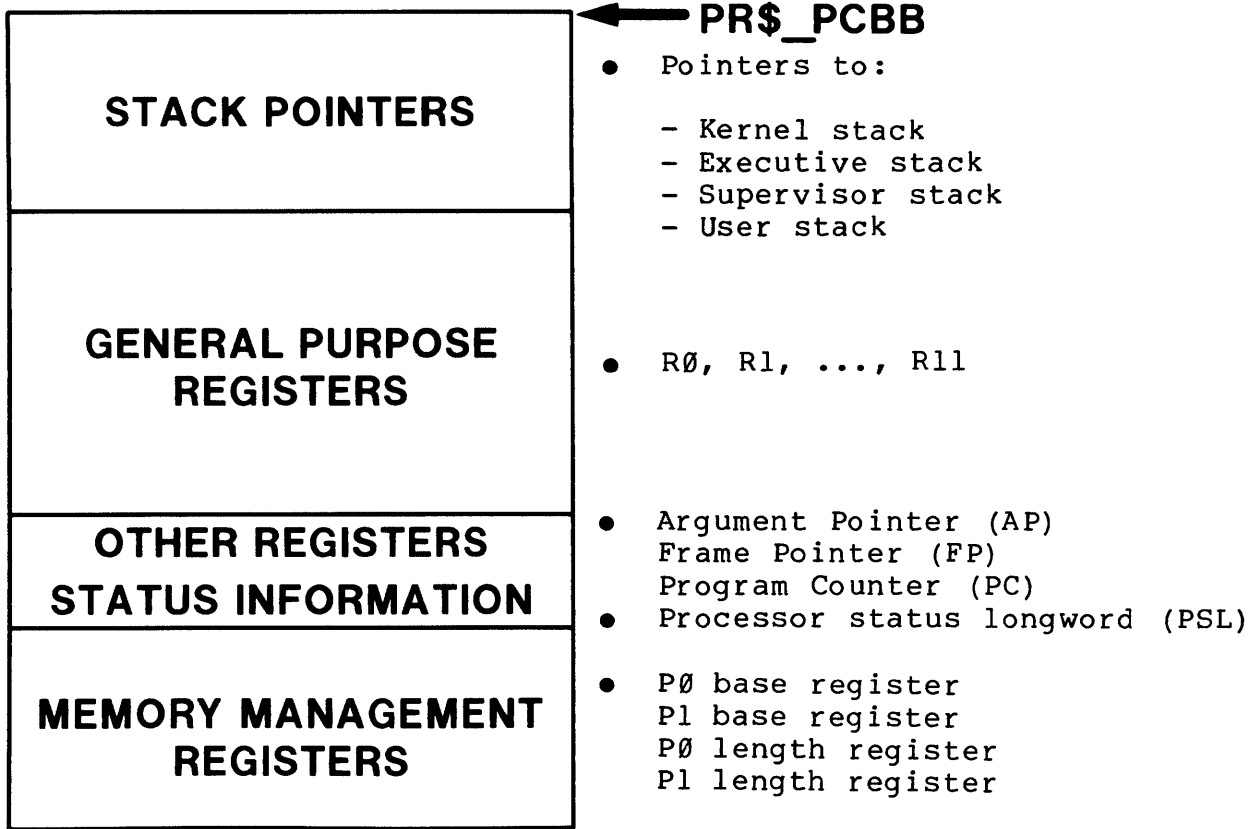 PR$_PCBB
STACK POINTERS
● Pointers to:
– Kernel stack
– Executive stack
– Supervisor stack
– User stack
GENERAL PURPOSE
REGISTERS
● RØ, R1, ..., R11
OTHER REGISTERS
STATUS INFORMATION
● Argument Pointer (AP)
Frame Pointer (FP)
Program Counter (PC)
● Processor status longword (PSL)
MEMORY MANAGEMENT
REGISTERS
● PØ base register
P1 base register
PØ length register
P1 length register